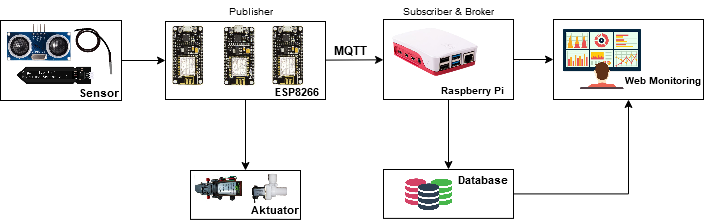 Publisher
Subscriber & Broker
Sensor
ESP8266
MQTT
Raspberry Pi
Web Monitoring
Aktuator
Database